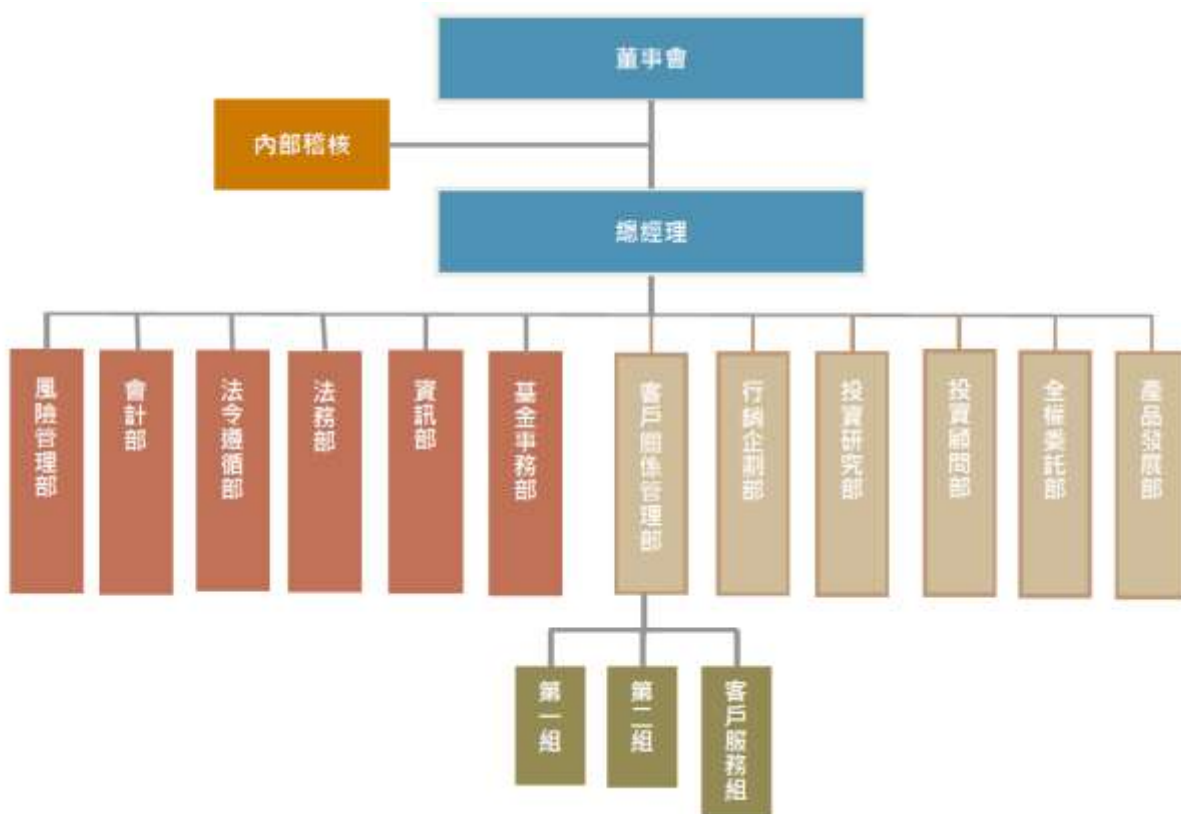 董事會
內部稽核
總經理
風險管理部
會計部
法令遵循部
法務部
資訊部
基金事務部
客戶關係管理部
行銷企劃部
投資研究部
投資顧問部
全權委託部
產品發展部
第一組
第二組
客戶服務組